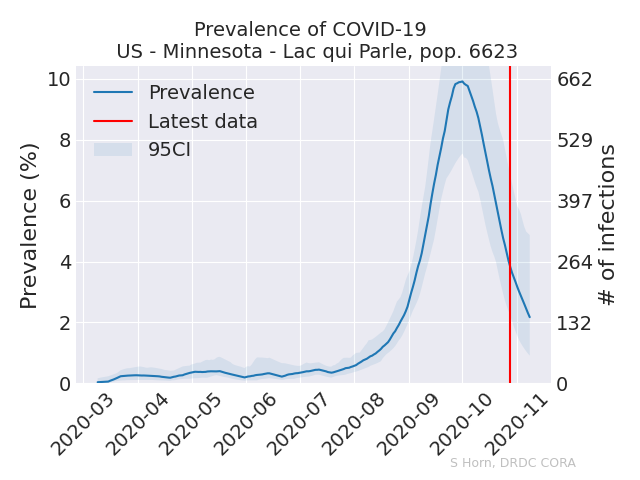 Prevalence of COVID-19
US - Minnesota - Lac qui Parle, pop. 6623
Prevalence
Latest data
95CI
Prevalence (%)
10
8
6
4
2
0
662
529
397
264
132
0
# of infections
2020-03
2020-04
2020-05
2020-06
2020-07
2020-08
2020-09
2020-10
2020-11
S Horn, DRDC CORA